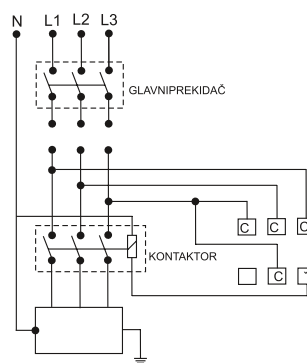 N L1 L2 L3
GLAVNIPREKIDAČ
C C C
KONTAKTOR
C